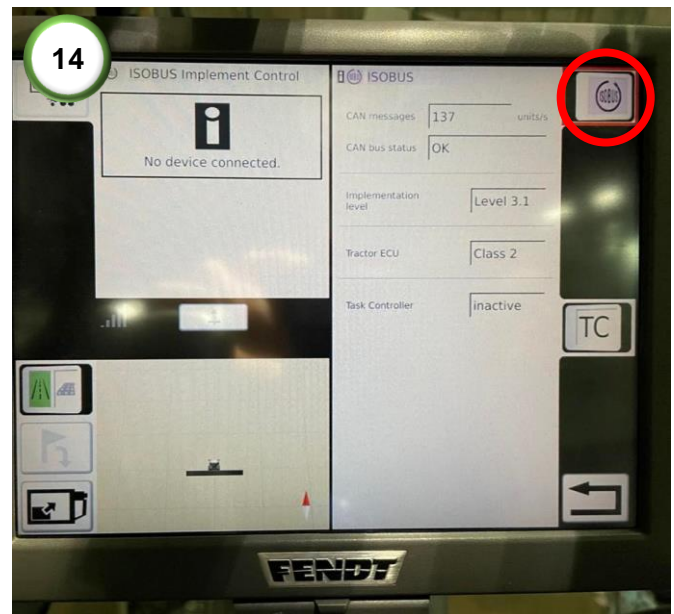 14
ISOBUS Implement Control
No device connected.
ISOBUS
CAN messages 137 units/s
CAN bus status OK
Implementation
level Level 3.1
Tractor ECU Class 2
Task Controller inactive
ISOBUS
TC
FENDT